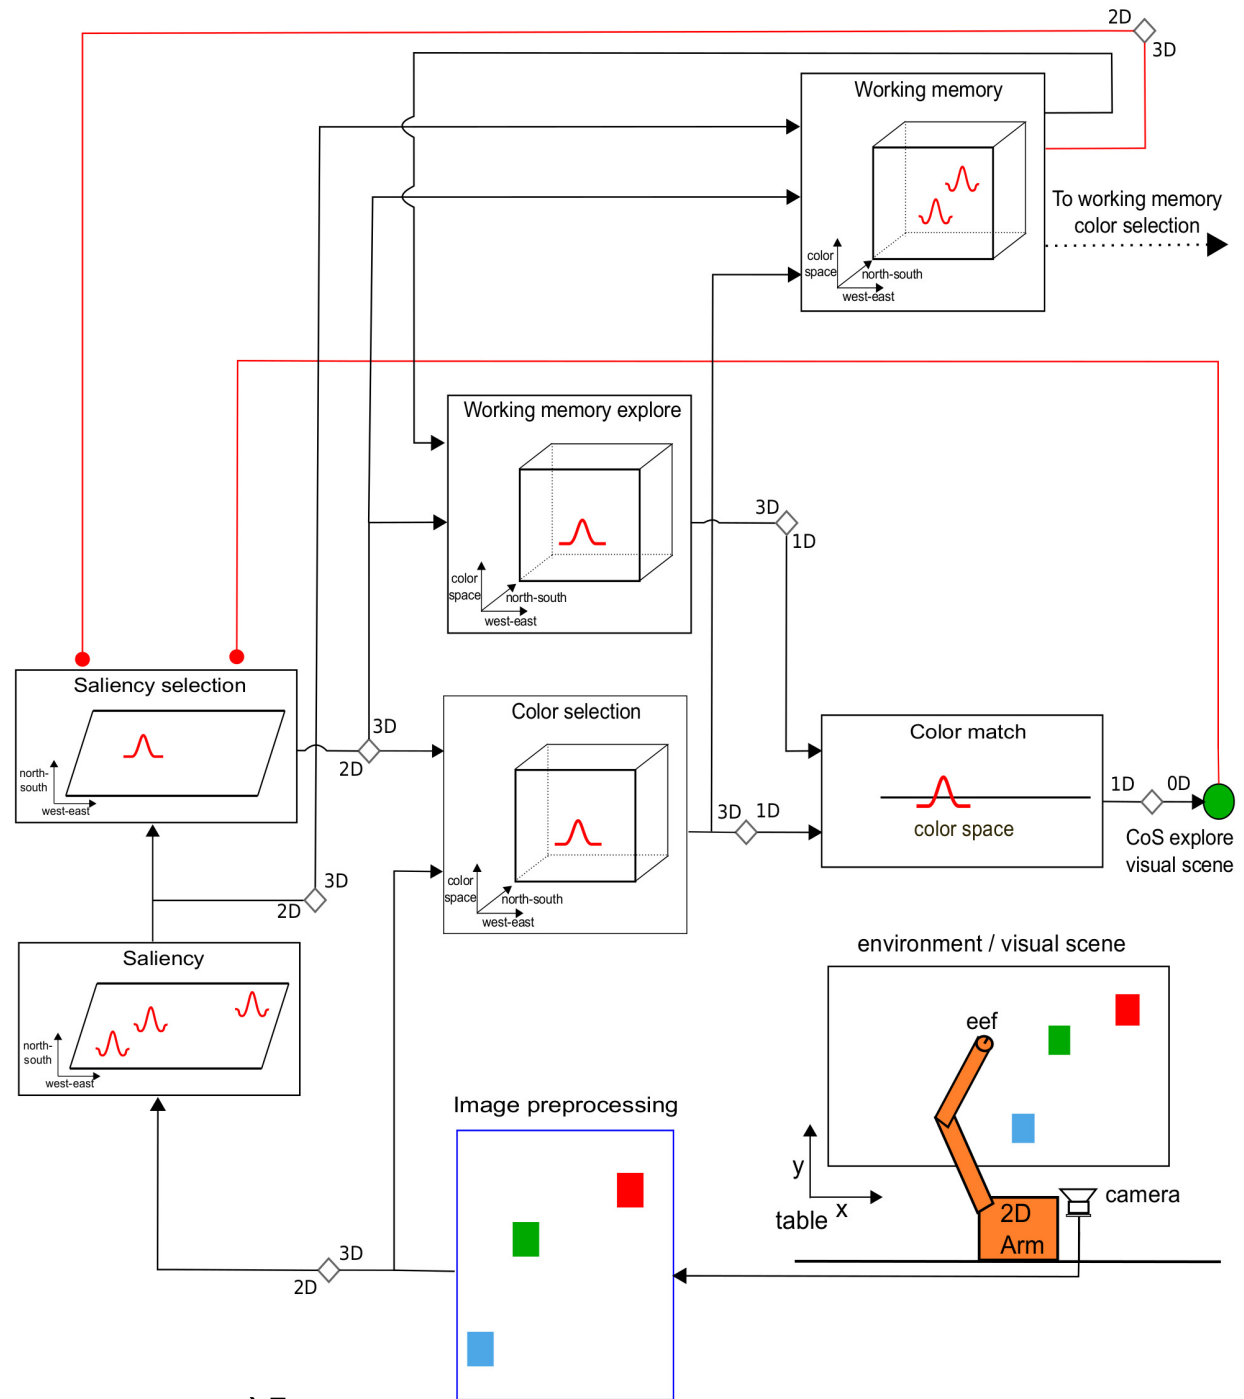 2D
3D
Working memory
color
space
north-south
west-east
To working memory
color selection
Working memory explore
color
space
north-south
west-east
3D
1D
Saliency selection
north-
south
west-east
3D
2D
Color selection
color
space
north-south
west-east
3D
1D
Color match
color space
1D
0D
CoS explore
visual scene
3D
2D
Saliency
north-
south
west-east
environment / visual scene
eef
y
x
table
2D
Arm
camera
Image preprocessing
3D
2D